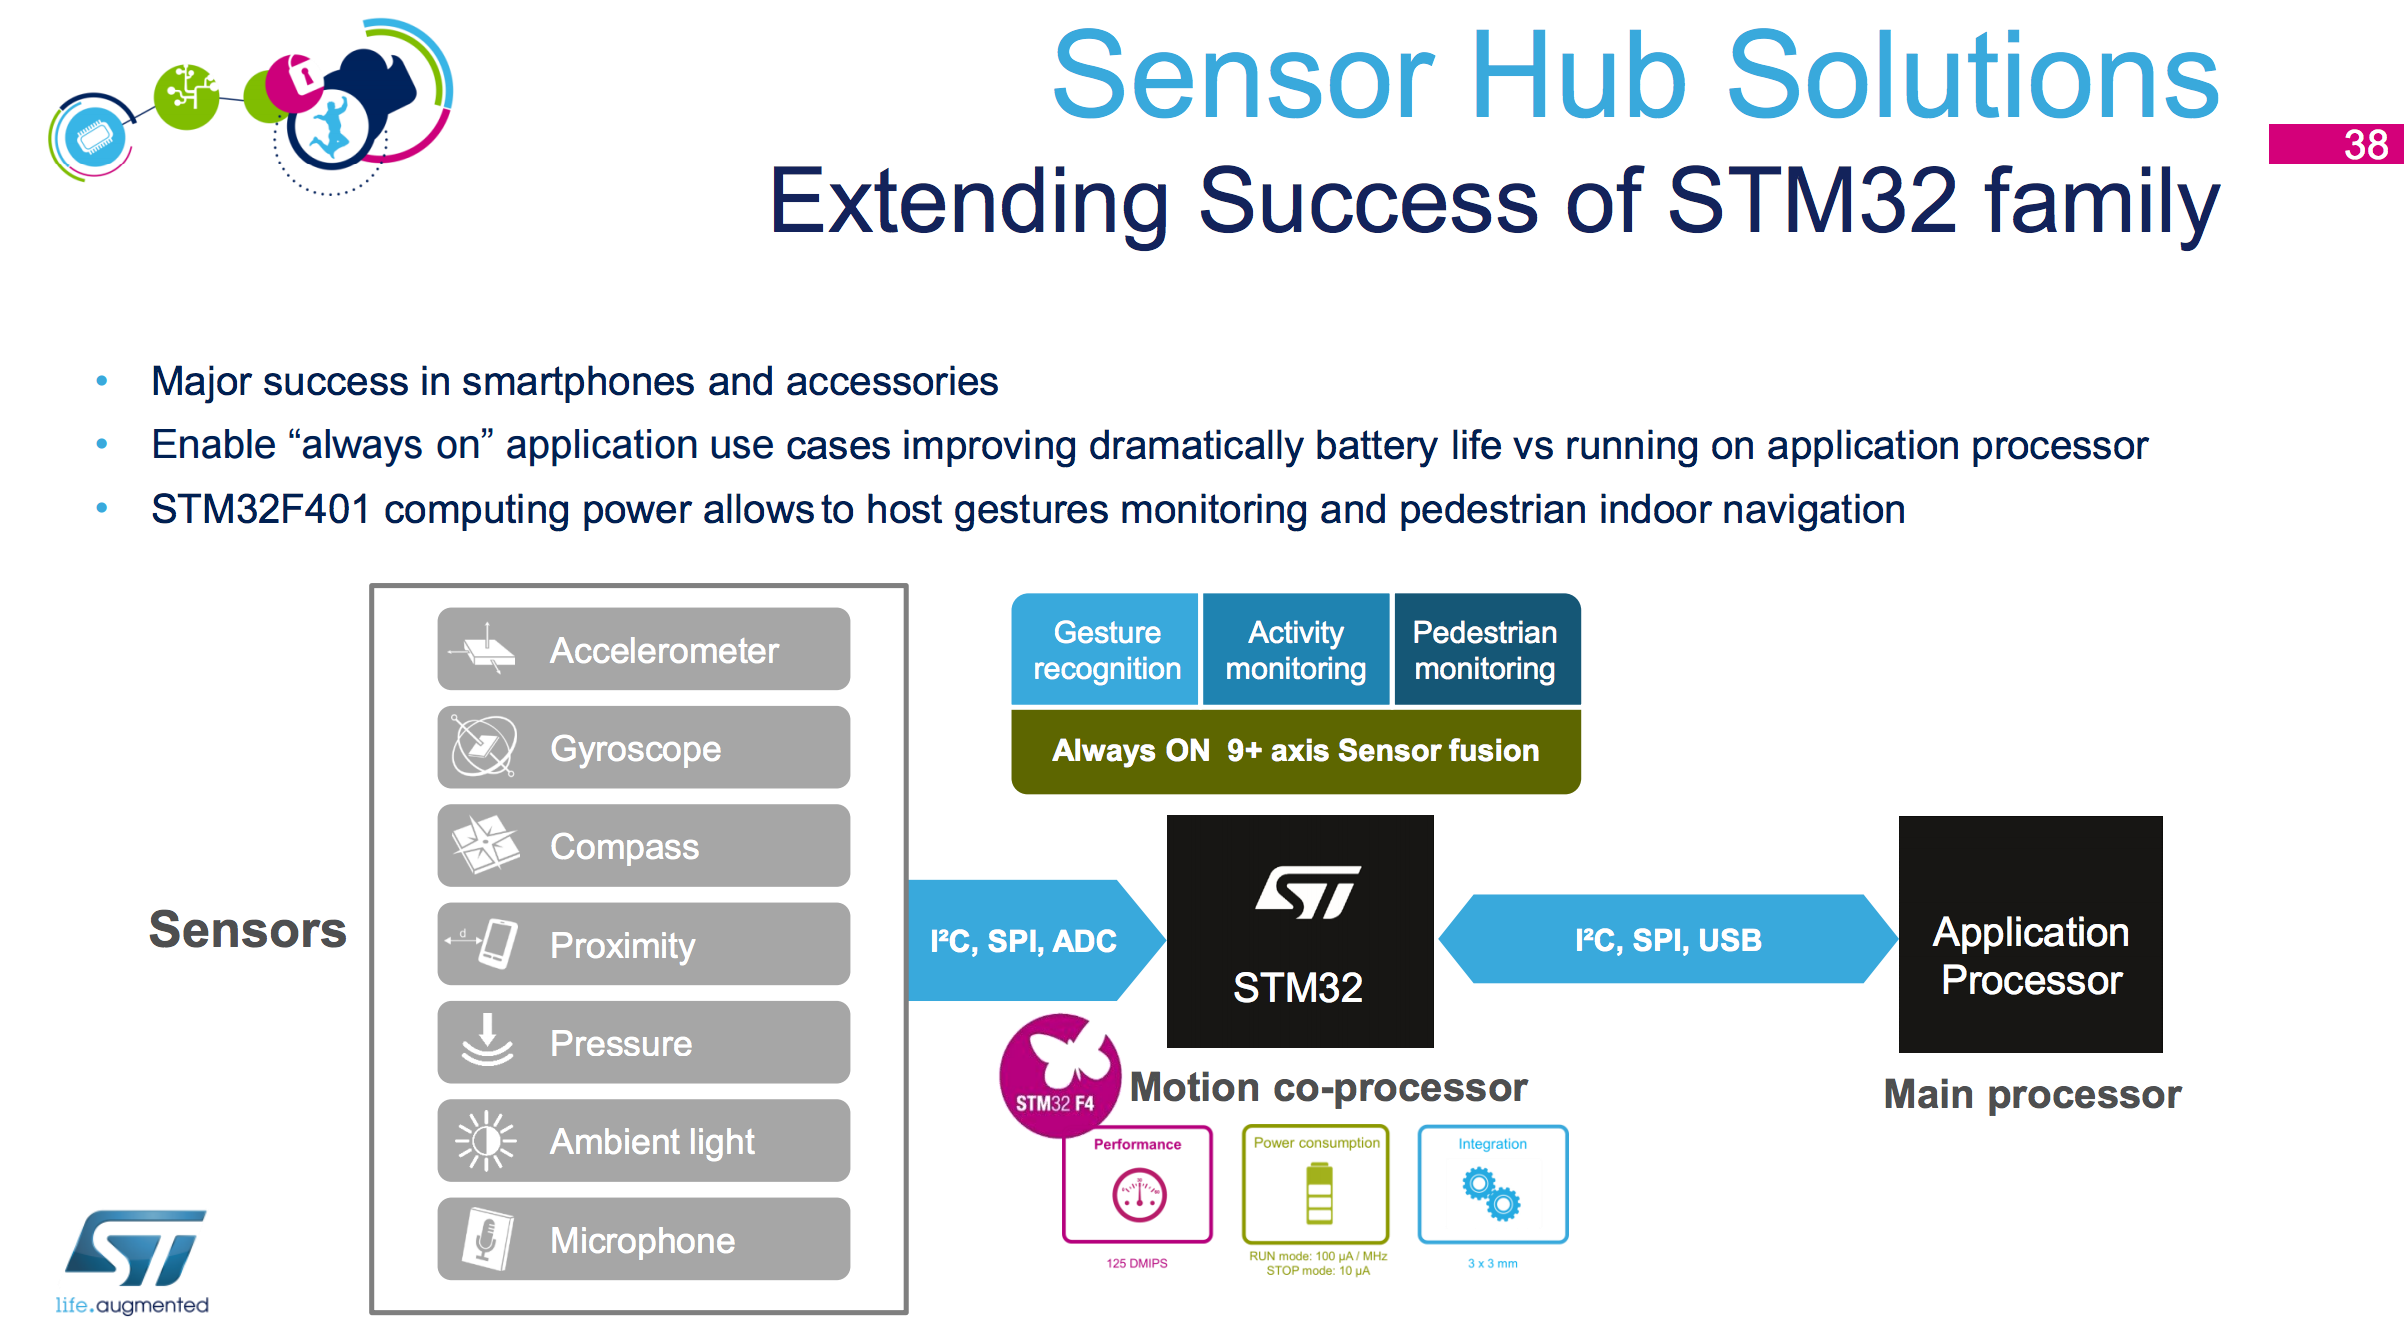 Sensor Hub Solutions
38
Extending Success of STM32 family
• Major success in smartphones and accessories
• Enable “always on” application use cases improving dramatically battery life vs running on application processor
• STM32F401 computing power allows to host gestures monitoring and pedestrian indoor navigation
Sensors
Accelerometer
Gyroscope
Compass
d
Proximity
Pressure
Ambient light
Microphone
I²C, SPI, ADC
Gesture
recognition
Activity
monitoring
Pedestrian
monitoring
Always ON 9+ axis Sensor fusion
ST
STM32
I²C, SPI, USB
Application
Processor
STM32 F4
Motion co-processor
Main processor
Performance
125 DMIPS
Power consumption
RUN mode: 100 µA / MHz
STOP mode: 10 µA
Integration
3 x 3 mm
ST
life.augmented